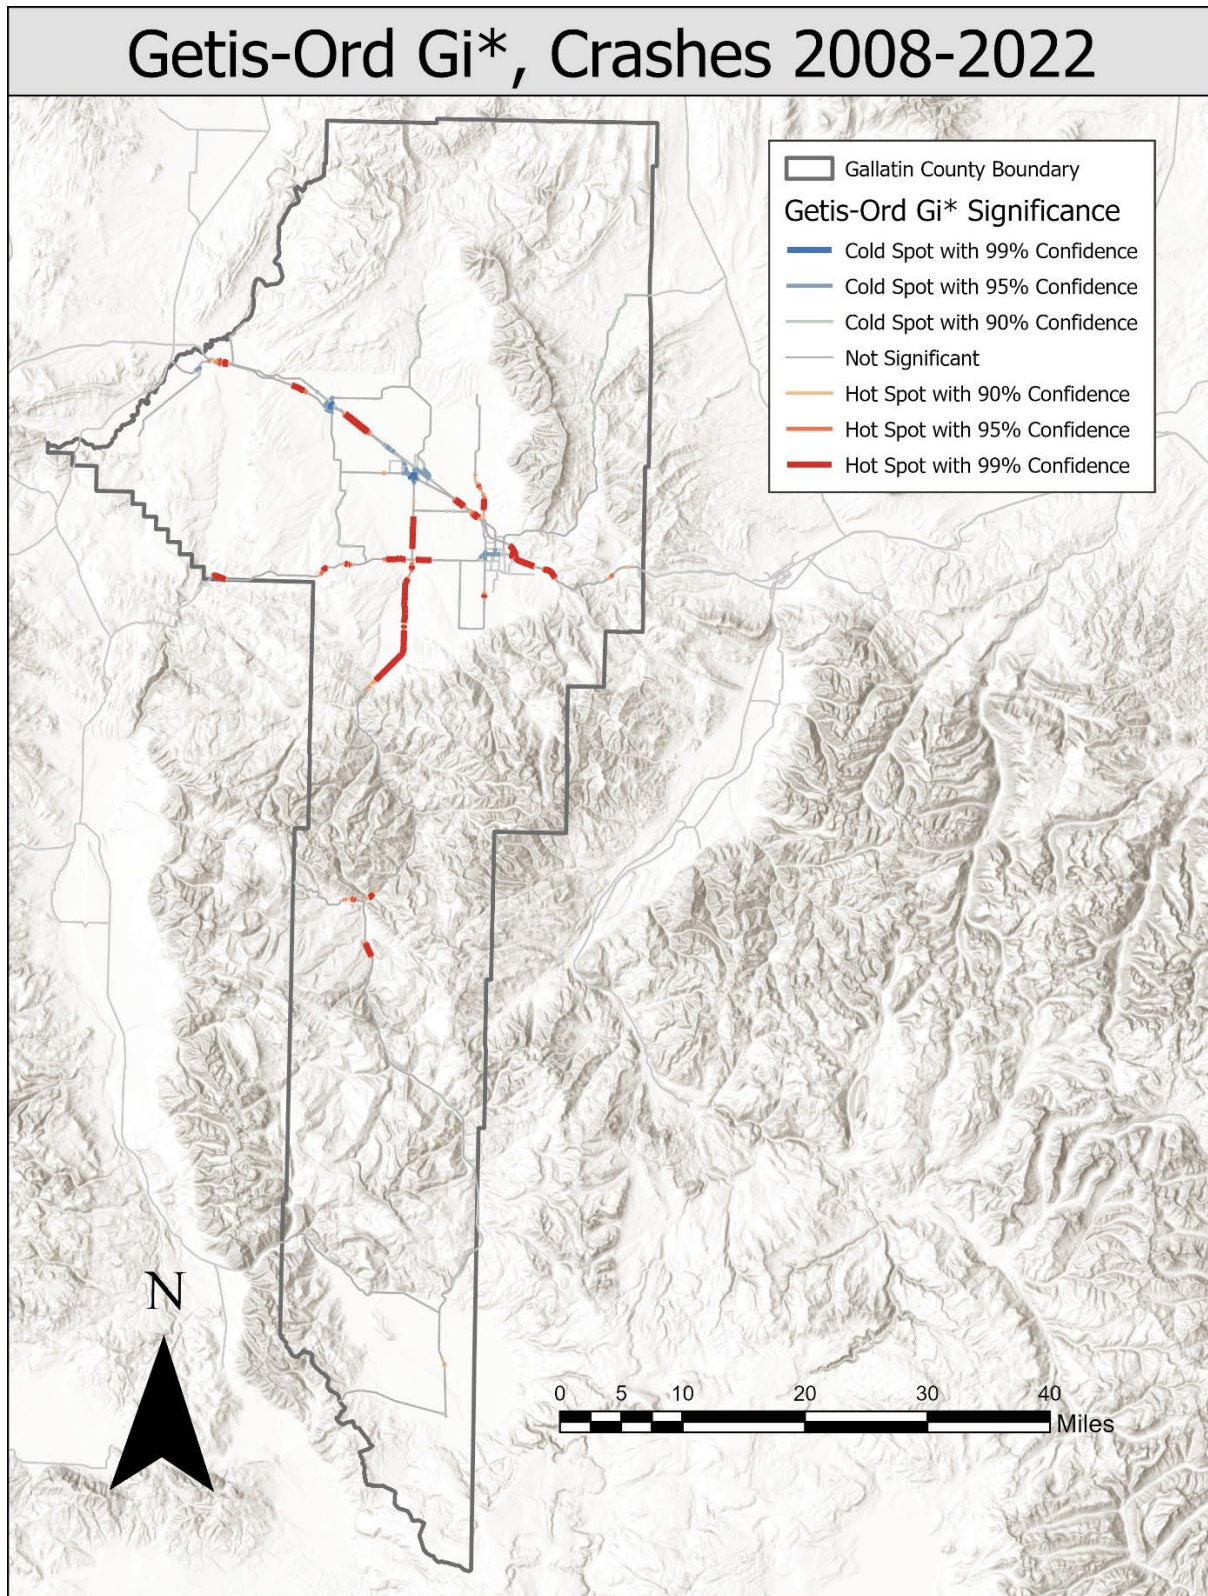 Getis-Ord Gi*, Crashes 2008-2022
Gallatin County Boundary
Getis-Ord Gi* Significance
Cold Spot with 99% Confidence
Cold Spot with 95% Confidence
Cold Spot with 90% Confidence
Not Significant
Hot Spot with 90% Confidence
Hot Spot with 95% Confidence
Hot Spot with 99% Confidence
N
0 5 10 20 30 40
Miles